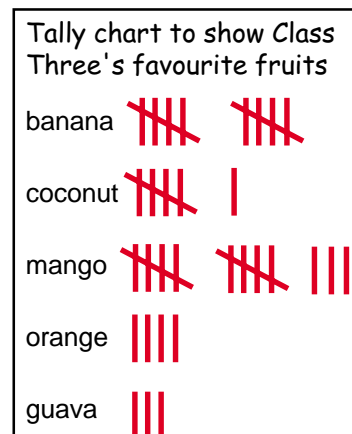 Tally chart to show Class
Three's favourite fruits
banana
coconut
mango
orange
guava